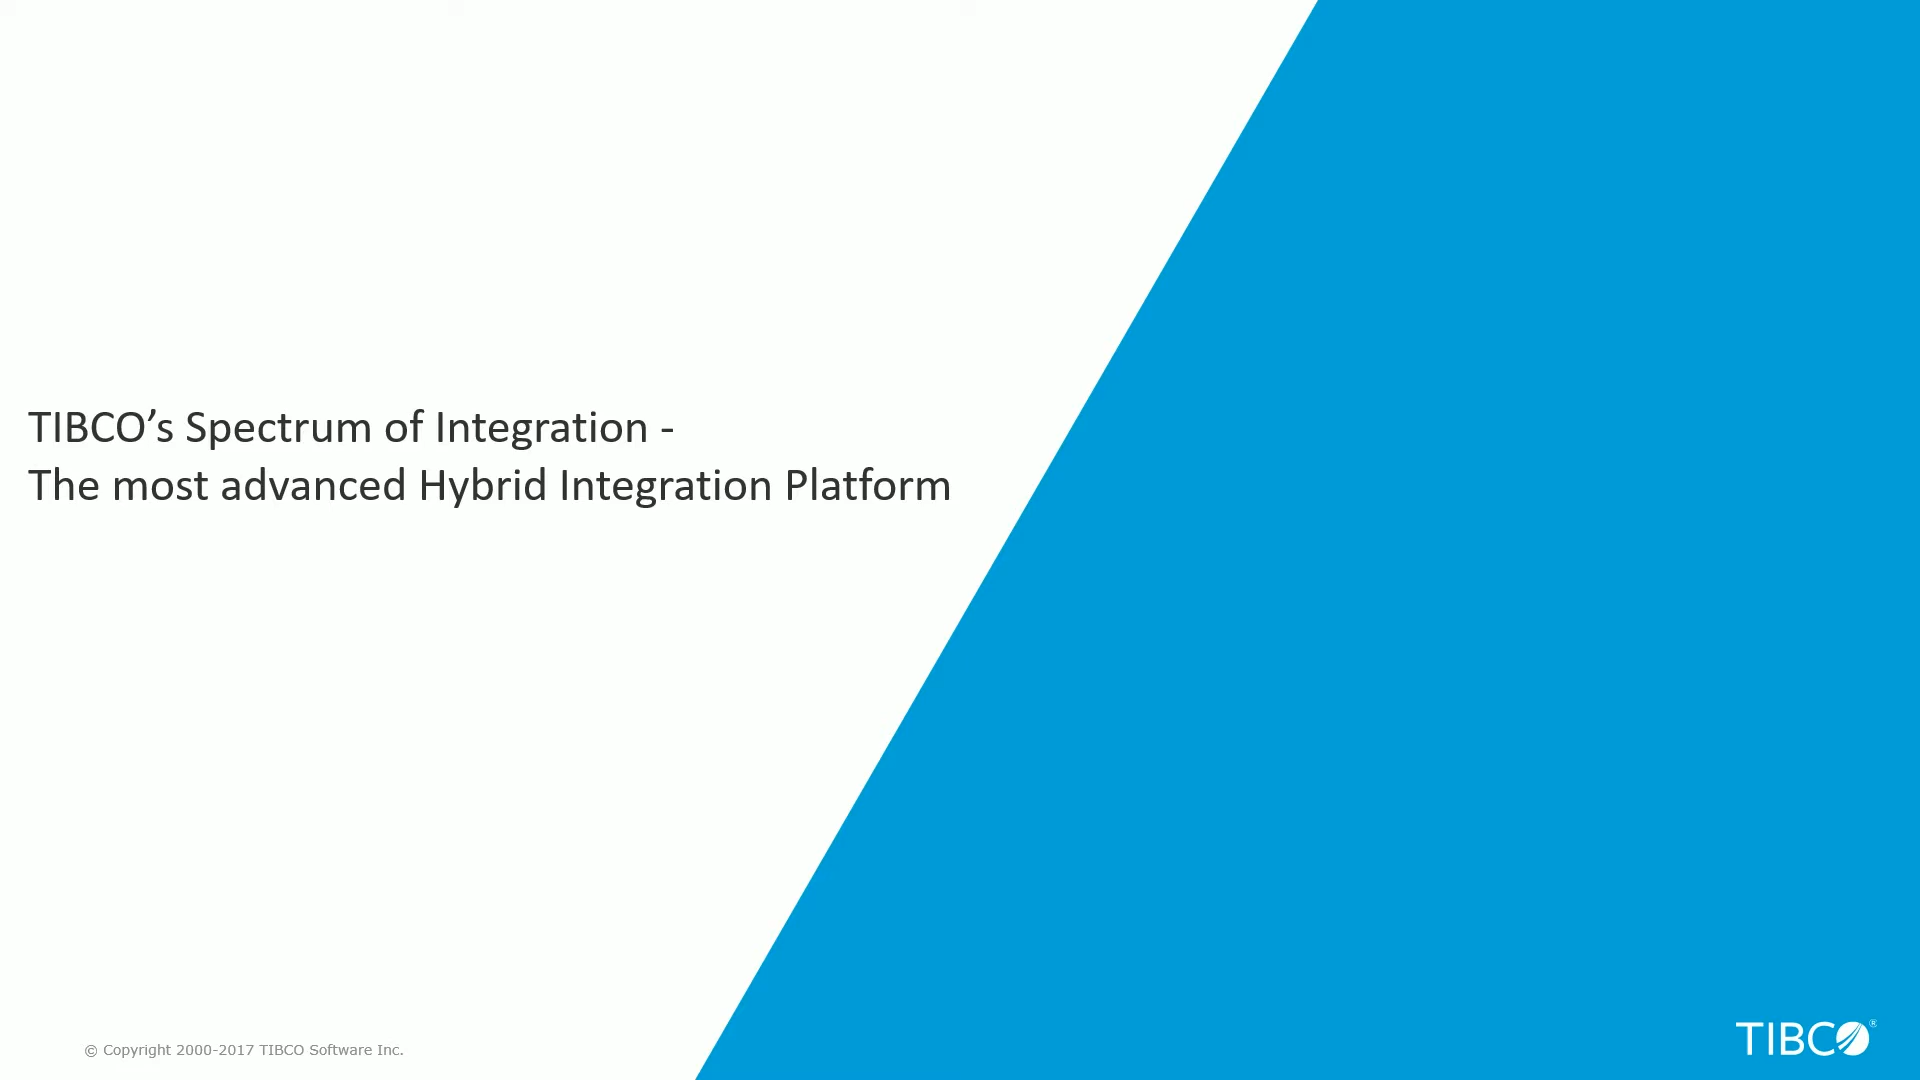 TIBCO’s Spectrum of Integration -
The most advanced Hybrid Integration Platform
© Copyright 2000-2017 TIBCO Software Inc.
TIBCO®